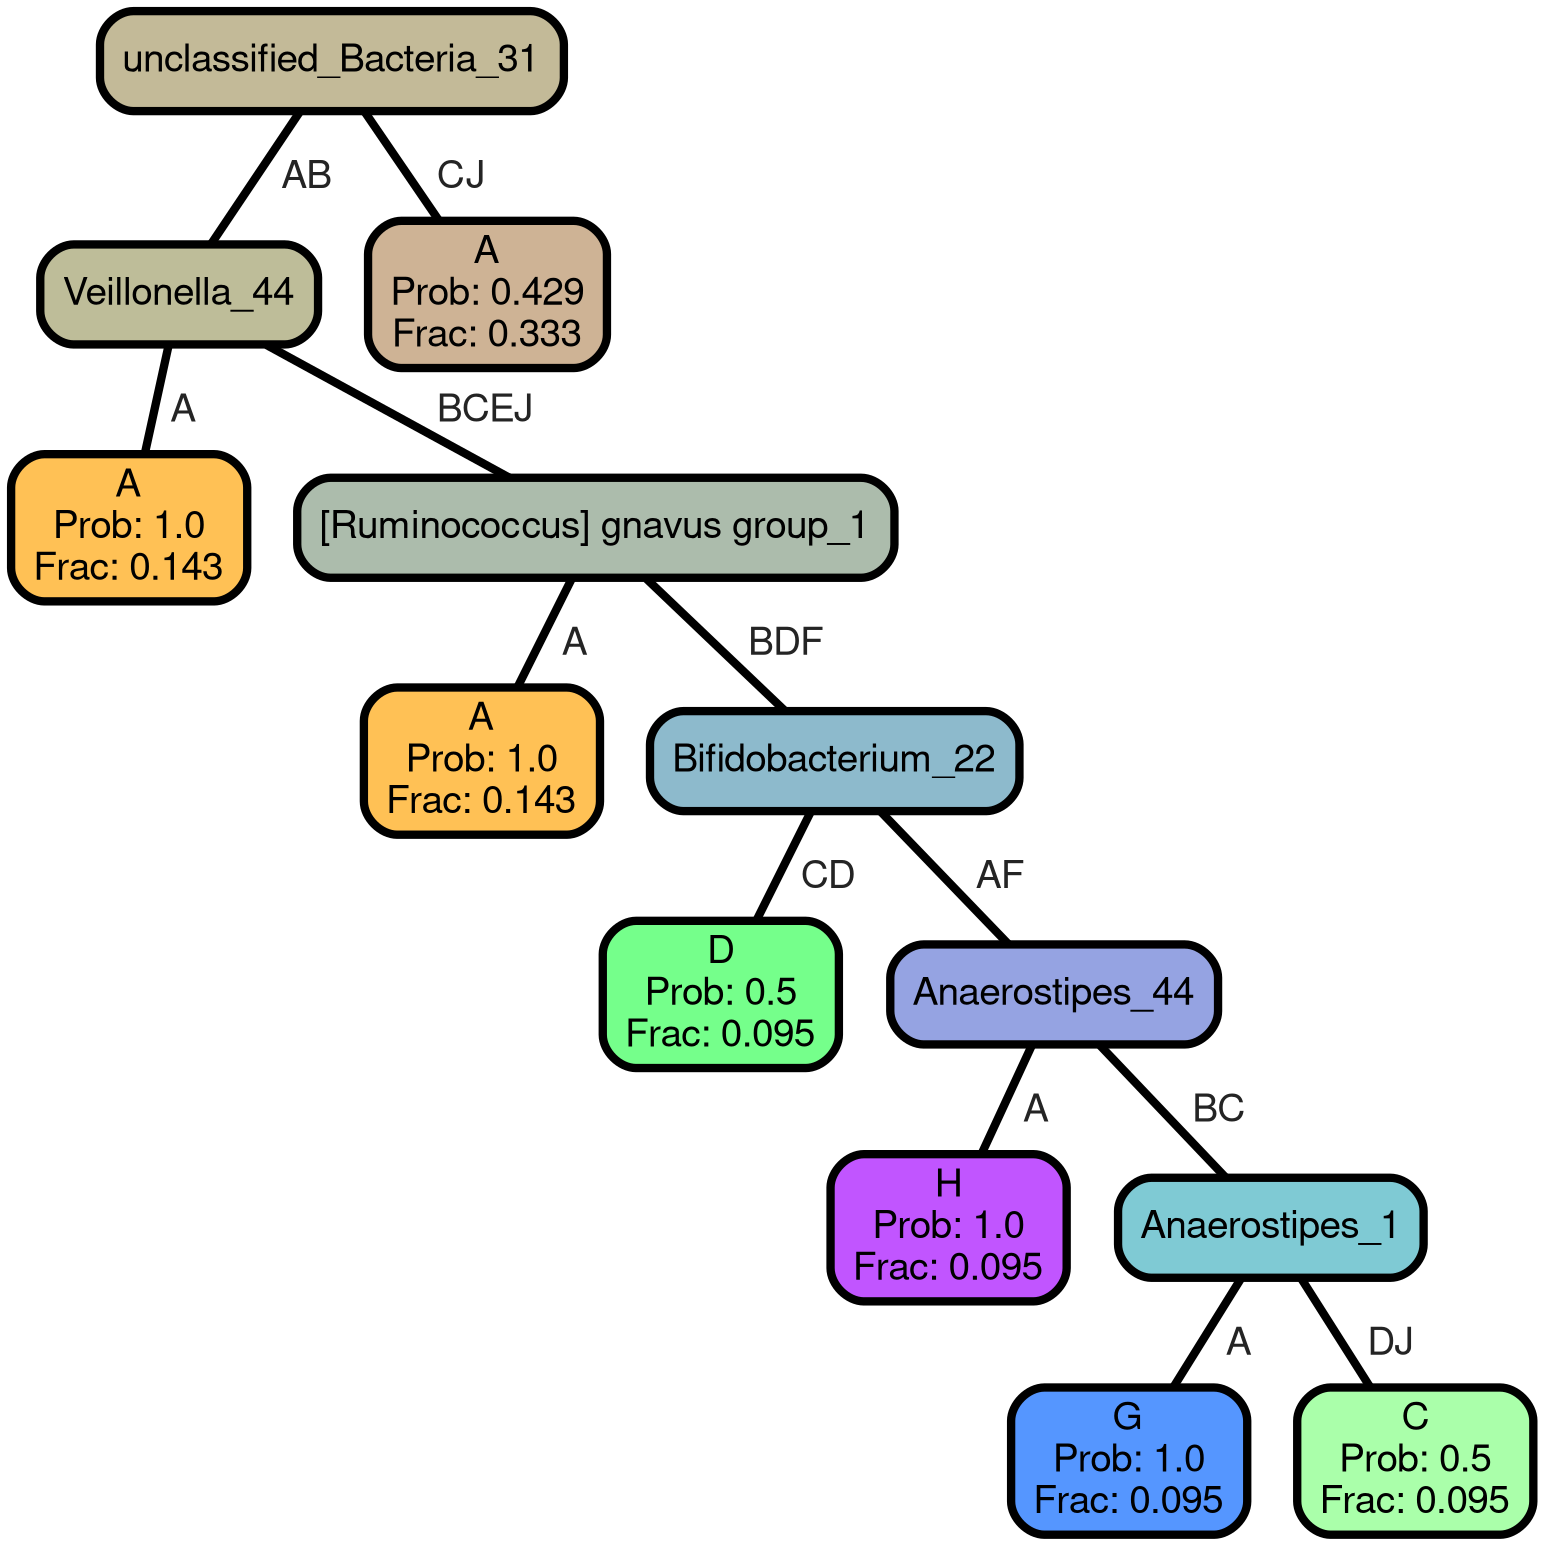 unclassified_Bacteria_31
AB
CJ
Veillonella_44
A
Prob: 0.429
Frac: 0.333
A
BCEJ
A
Prob: 1.0
Frac: 0.143
[Ruminococcus] gnavus group_1
A
BDF
A
Prob: 1.0
Frac: 0.143
Bifidobacterium_22
CD
AF
D
Prob: 0.5
Frac: 0.095
Anaerostipes_44
A
BC
H
Prob: 1.0
Frac: 0.095
Anaerostipes_1
A
DJ
G
Prob: 1.0
Frac: 0.095
C
Prob: 0.5
Frac: 0.095